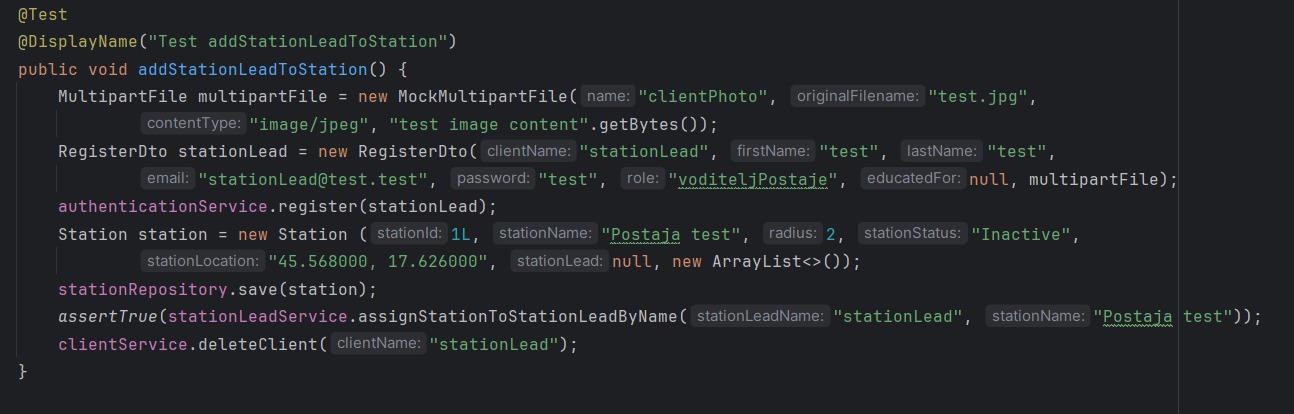 @Test
@DisplayName("Test addStationLeadToStation")
public void addStationLeadToStation() {
MultipartFile multipartFile = new MockMultipartFile( name: "clientPhoto", originalFilename: "test.jpg",
contentType: "image/jpeg", "test image content".getBytes());
RegisterDto stationLead = new RegisterDto( clientName: "stationLead", firstName: "test", lastName: "test",
email: "stationLead@test.test", password: "test", role: "voditeljPostaje", educatedFor: null, multipartFile);
authenticationService.register(stationLead);
Station station = new Station ( stationId: 1L, stationName: "Postaja test", radius: 2, stationStatus: "Inactive",
stationLocation: "45.568000, 17.626000", stationLead: null, new ArrayList<>());
stationRepository.save(station);
assertTrue(stationLeadService.assignStationToStationLeadByName( stationLeadName: "stationLead", stationName: "Postaja test"));
clientService.deleteClient( clientName: "stationLead");
}